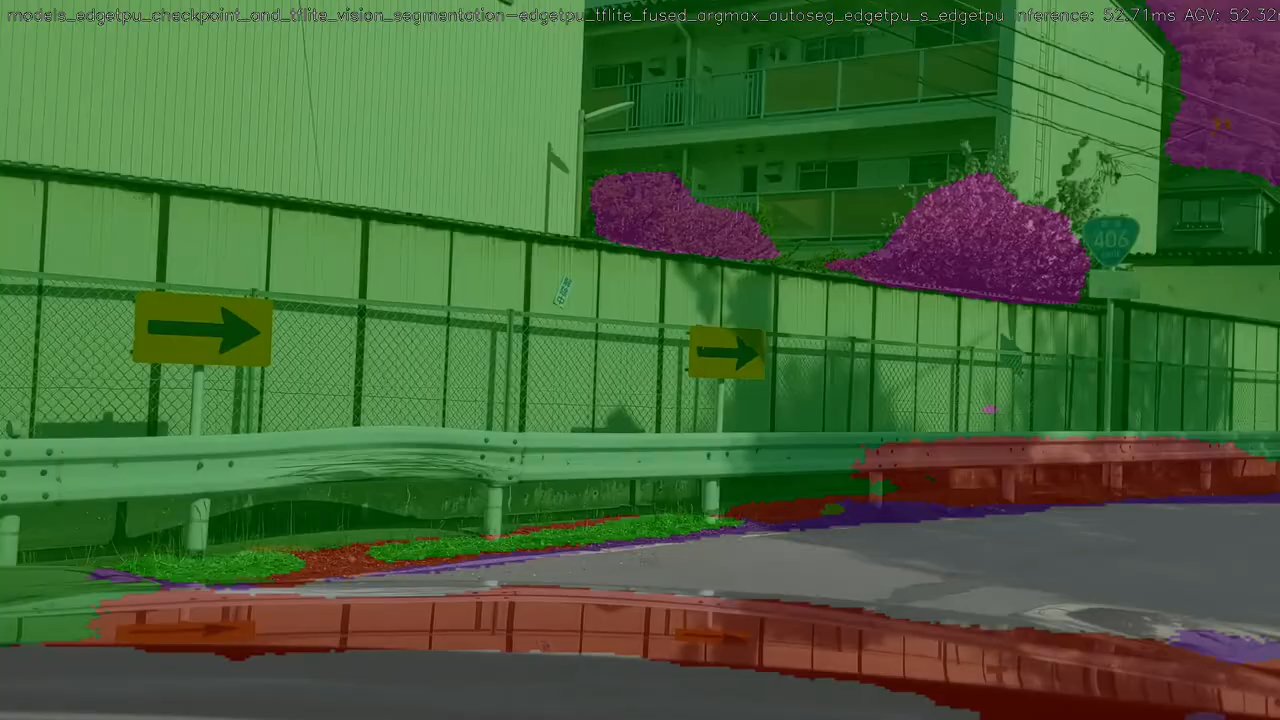 models_edgetpu_checkpoint_and_tflite_vision_segmentation-edgetpu_tflite_fused_argmax_autoseg_edgetpu_s_edgetpu Inference: 52.71ms AGV: 52.32
406